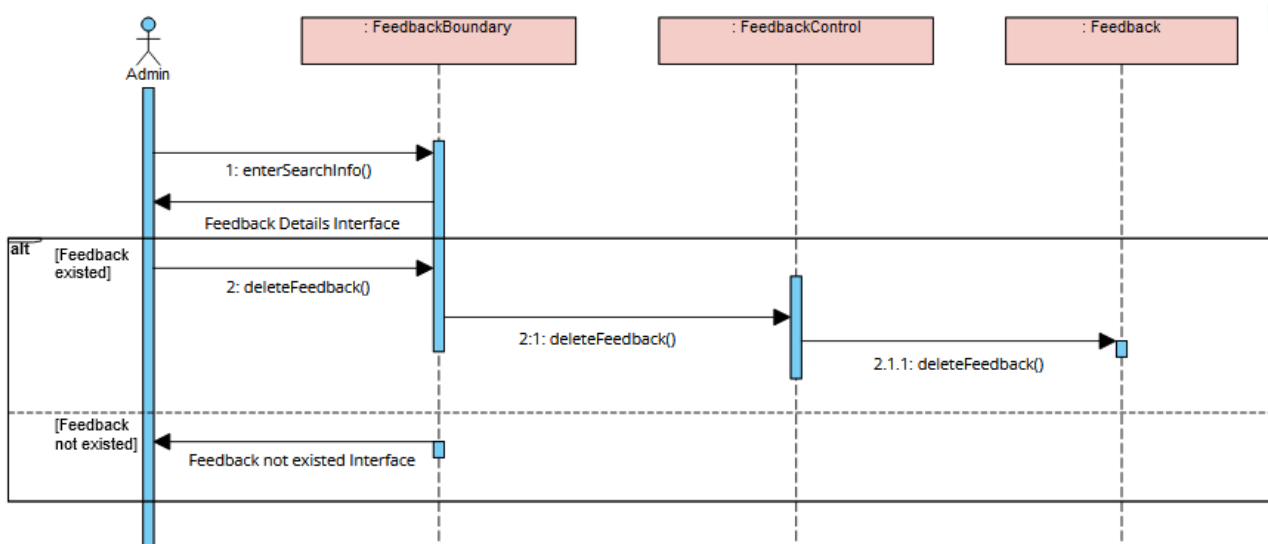 : FeedbackBoundary
: FeedbackControl
: Feedback
Admin
1: enterSearchInfo()
Feedback Details Interface
alt
[Feedback
existed]
2: deleteFeedback()
2:1: deleteFeedback()
2.1.1: deleteFeedback()
[Feedback
not existed]
Feedback not existed Interface